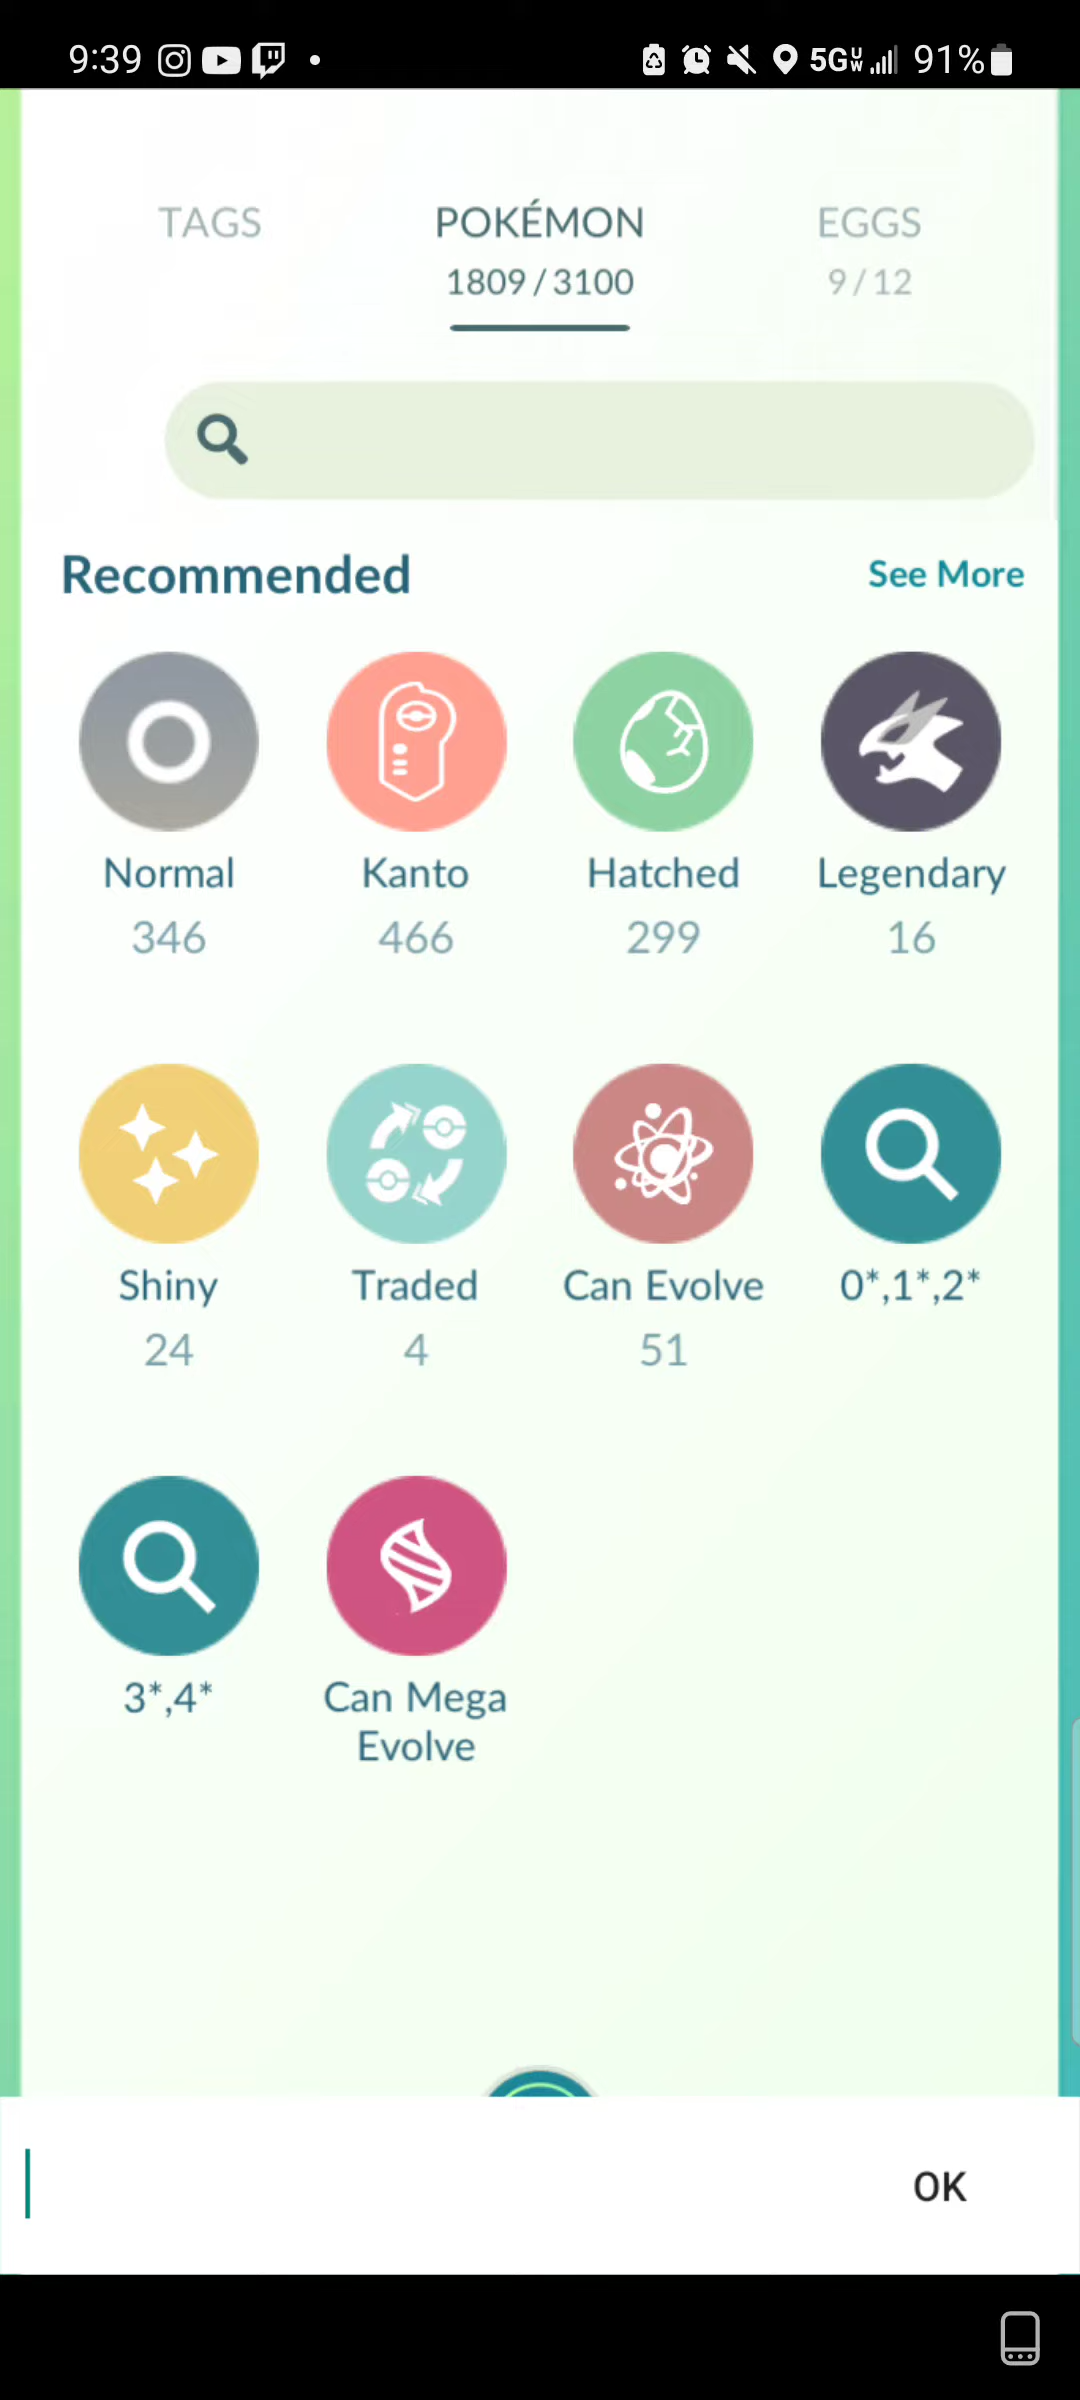 9:39 5G UW 91%
TAGS POKÉMON EGGS
1809 / 3100 9 / 12
Recommended See More
Normal Kanto Hatched Legendary
346 466 299 16
Shiny Traded Can Evolve 0*,1*,2*
24 4 51
3*,4* Can Mega
Evolve
OK